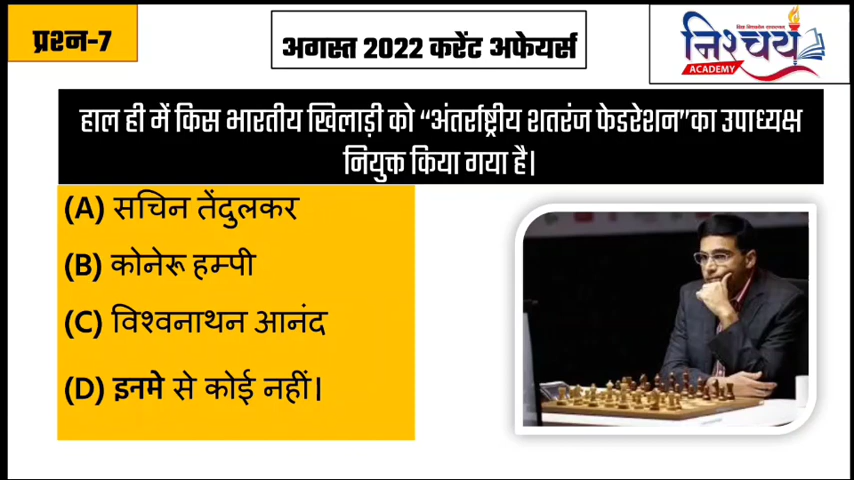 प्रश्न-7
अगस्त 2022 करेंट अफेयर्स
निश्चय
ACADEMY
हाल ही में किस भारतीय खिलाड़ी को “अंतर्राष्ट्रीय शतरंज फेडरेशन”का उपाध्यक्ष
नियुक्त किया गया है।
(A) सचिन तेंदुलकर
(B) कोनेरू हम्पी
(C) विश्वनाथन आनंद
(D) इनमे से कोई नहीं।